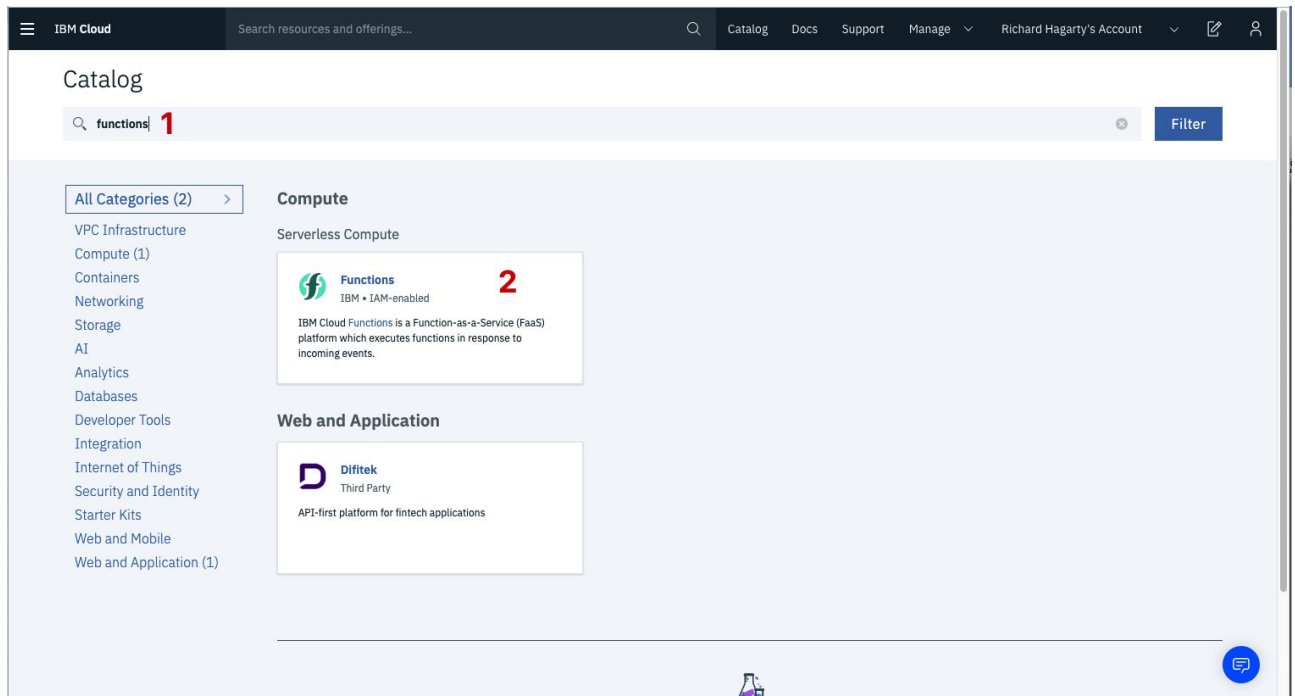 IBM Cloud
Search resources and offerings...
Catalog
Docs
Support
Manage
Richard Hagarty's Account
Catalog
functions 1
Filter
All Categories (2)
VPC Infrastructure
Compute (1)
Containers
Networking
Storage
AI
Analytics
Databases
Developer Tools
Integration
Internet of Things
Security and Identity
Starter Kits
Web and Mobile
Web and Application (1)
Compute
Serverless Compute
Functions
2
IBM • IAM-enabled
IBM Cloud Functions is a Function-as-a-Service (FaaS)
platform which executes functions in response to
incoming events.
Web and Application
Difitek
Third Party
API-first platform for fintech applications